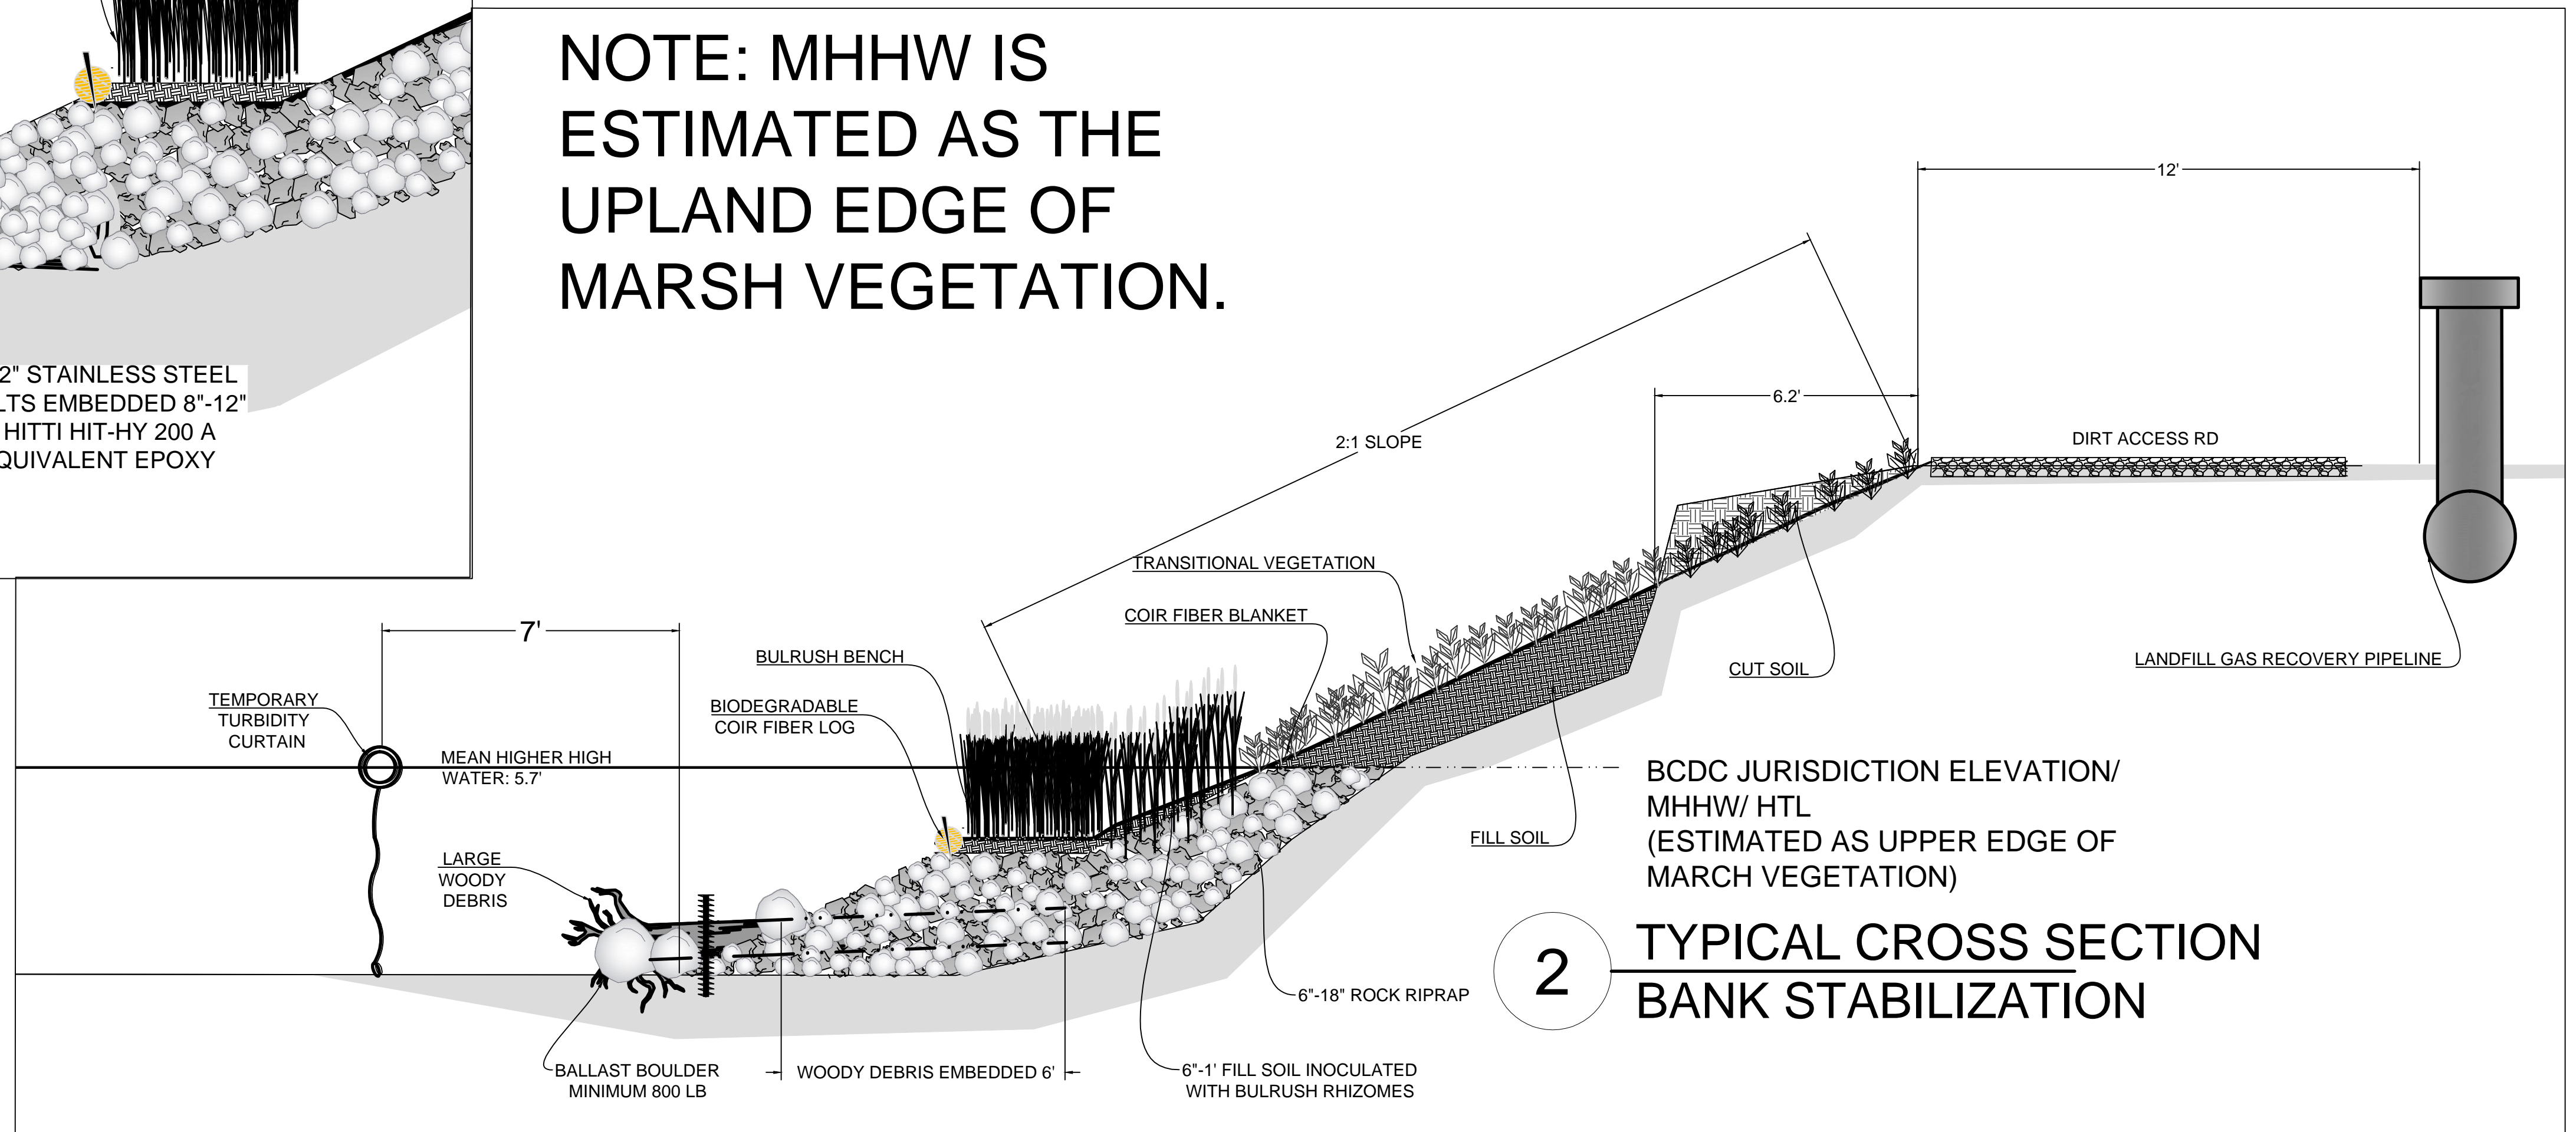 NOTE: MHHW IS
ESTIMATED AS THE
UPLAND EDGE OF
MARSH VEGETATION.
2" STAINLESS STEEL
LTS EMBEDDED 8"-12"
HITTI HIT-HY 200 A
QUIVALENT EPOXY
12'
6.2'
2:1 SLOPE
DIRT ACCESS RD
TRANSITIONAL VEGETATION
COIR FIBER BLANKET
7'
BULRUSH BENCH
CUT SOIL
LANDFILL GAS RECOVERY PIPELINE
TEMPORARY
TURBIDITY
CURTAIN
BIODEGRADABLE
COIR FIBER LOG
MEAN HIGHER HIGH
WATER: 5.7'
BCDC JURISDICTION ELEVATION/
MHHW/ HTL
(ESTIMATED AS UPPER EDGE OF
MARCH VEGETATION)
FILL SOIL
LARGE
WOODY
DEBRIS
2
TYPICAL CROSS SECTION
BANK STABILIZATION
6"-18" ROCK RIPRAP
BALLAST BOULDER
MINIMUM 800 LB
WOODY DEBRIS EMBEDDED 6'
6"-1' FILL SOIL INOCULATED
WITH BULRUSH RHIZOMES